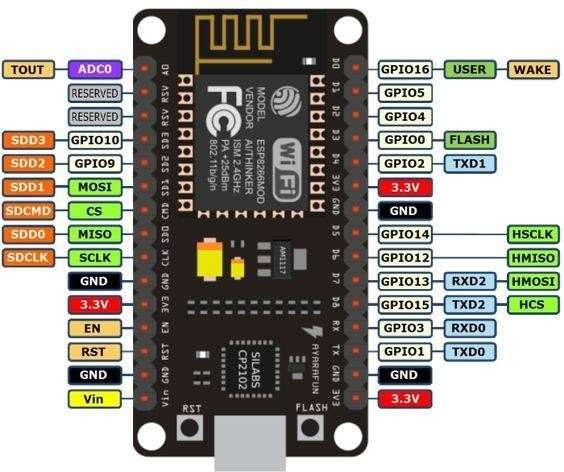 TOUT ADC0
RESERVED
RESERVED
SDD3 GPIO10
SDD2 GPIO9
SDD1 MOSI
SDCMD CS
SDD0 MISO
SDCLK SCLK
GND
3.3V
EN
RST
GND
Vin
A0
RSV
RSV
SD3
SD2
SD1
CMD
SD0
CLK
GND
3V3
EN
RST
GND
Vin
MODEL ESP8266MOD
VENDOR AITHINKER
ISM 2.4GHz
PA +25dBm
802.11b/g/n
FC
Wi Fi
AM1117
SILABS
CP2102
AYARAFUN
RST
FLASH
D0
D1
D2
D3
D4
3V3
GND
D5
D6
D7
D8
RX
TX
GND
3V3
GPIO16 USER WAKE
GPIO5
GPIO4
GPIO0 FLASH
GPIO2 TXD1
3.3V
GND
GPIO14 HSCLK
GPIO12 HMISO
GPIO13 RXD2 HMOSI
GPIO15 TXD2 HCS
GPIO3 RXD0
GPIO1 TXD0
GND
3.3V